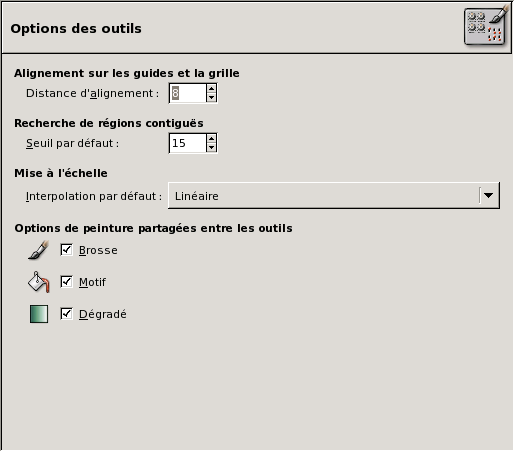 Options des outils
Alignement sur les guides et la grille
Distance d'alignement : 8
Recherche de régions contiguës
Seuil par défaut : 15
Mise à l'échelle
Interpolation par défaut : Linéaire
Options de peinture partagées entre les outils
Brosse
Motif
Dégradé